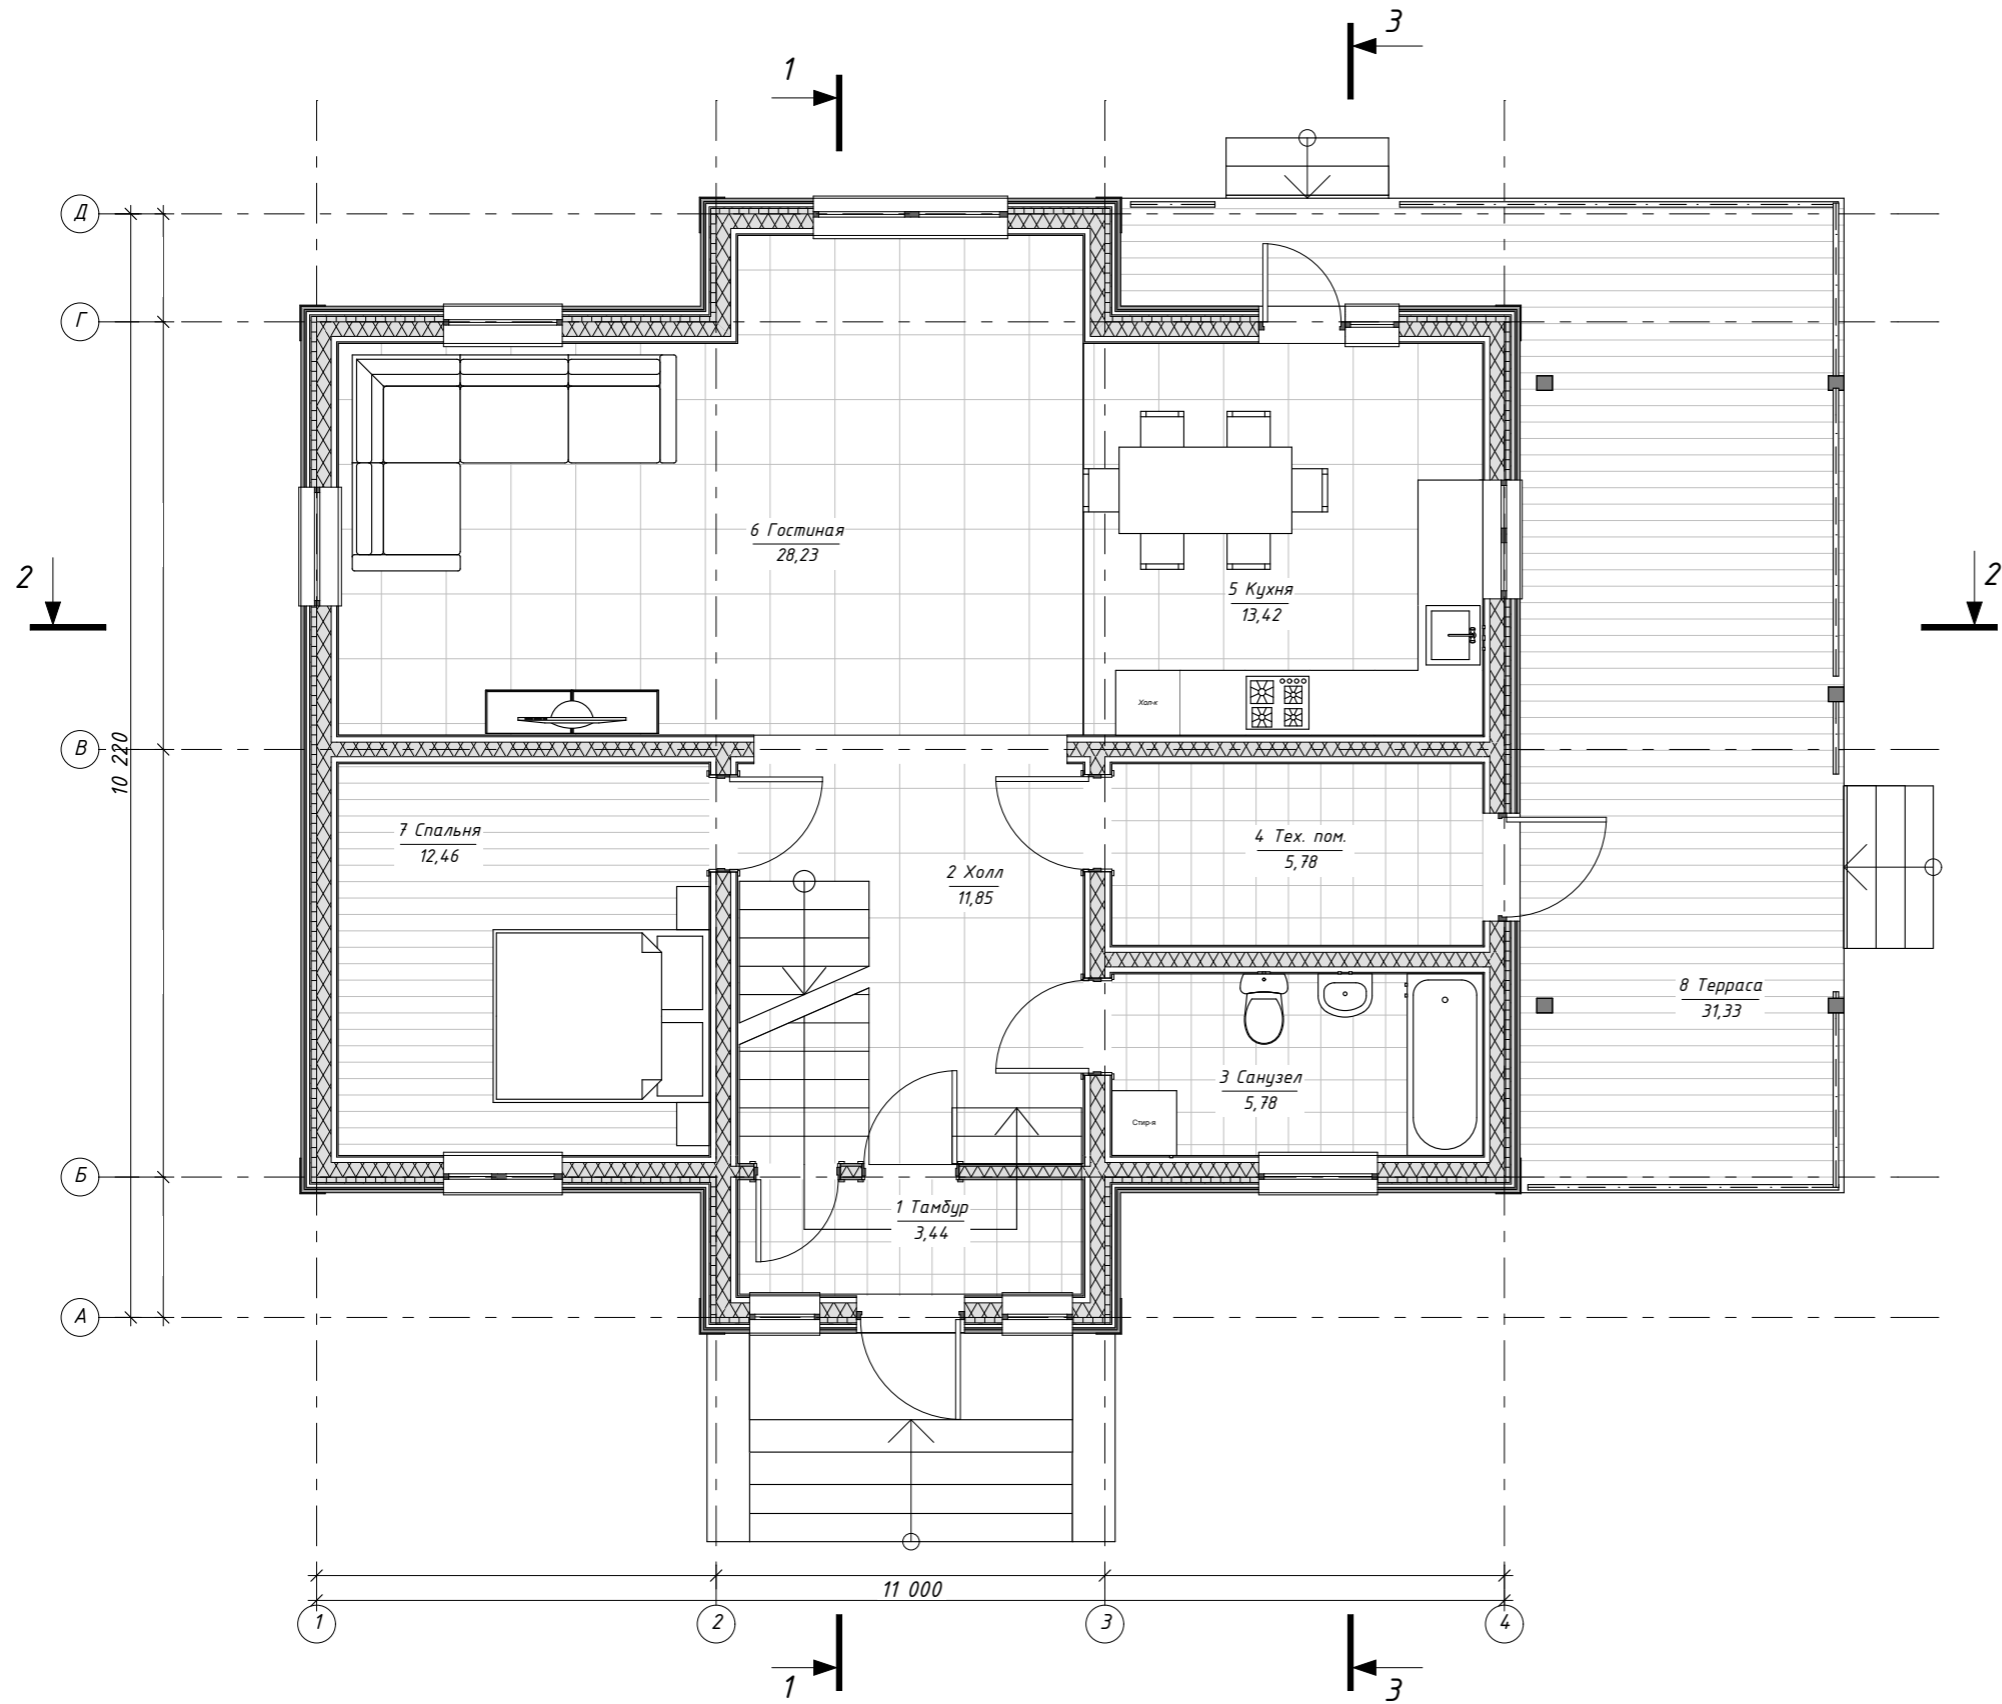 3
1
Д
Г
6 Гостиная
28,23
2
2
5 Кухня
13,42
Хол-к
В
10 220
7 Спальня
12,46
4 Тех. пом.
5,78
2 Холл
11,85
8 Терраса
31,33
3 Санузел
5,78
Стир-я
Б
1 Тамбур
3,44
А
11 000
1
2
3
4
1
3